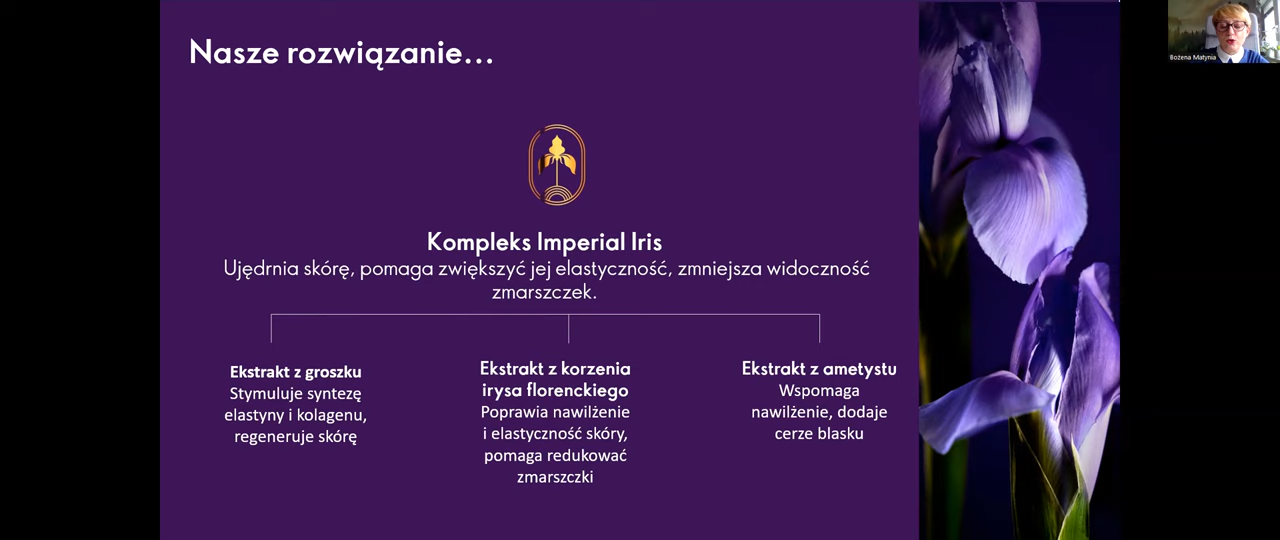 Nasze rozwiązanie...
Bożena Matynia
Kompleks Imperial Iris
Ujędrnia skórę, pomaga zwiększyć jej elastyczność, zmniejsza widoczność
zmarszczek.
Ekstrakt z groszku
Stymuluje syntezę
elastyny i kolagenu,
regeneruje skórę
Ekstrakt z korzenia
irysa florenckiego
Poprawia nawilżenie
i elastyczność skóry,
pomaga redukować
zmarszczki
Ekstrakt z ametystu
Wspomaga
nawilżenie, dodaje
cerze blasku